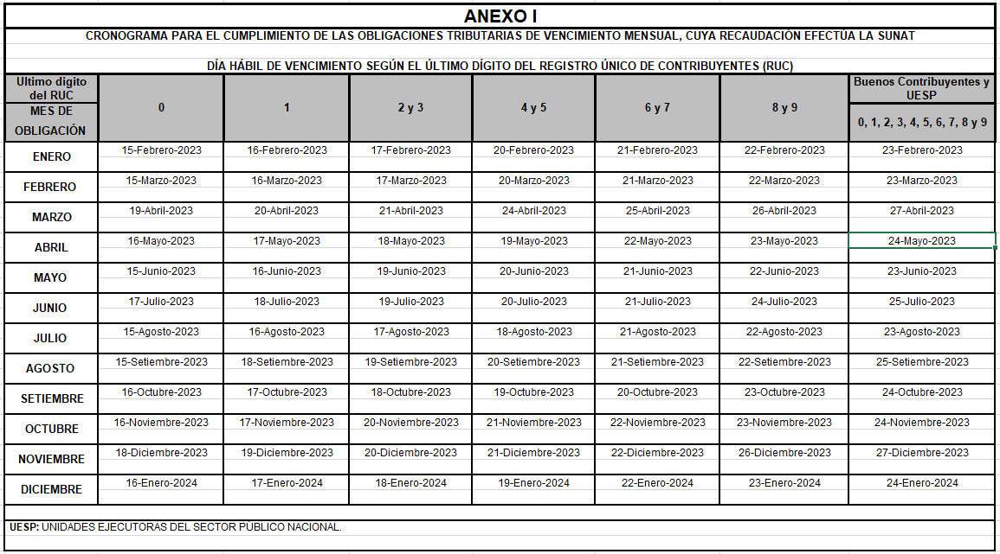 ANEXO I
CRONOGRAMA PARA EL CUMPLIMIENTO DE LAS OBLIGACIONES TRIBUTARIAS DE VENCIMIENTO MENSUAL, CUYA RECAUDACIÓN EFECTÚA LA SUNAT
DÍA HÁBIL DE VENCIMIENTO SEGÚN EL ÚLTIMO DÍGITO DEL REGISTRO ÚNICO DE CONTRIBUYENTES (RUC)
Ultimo digito
del RUC
MES DE
OBLIGACIÓN
0 1 2 y 3 4 y 5 6 y 7 8 y 9
Buenos Contribuyentes y
UESP
0, 1, 2, 3, 4, 5, 6, 7, 8 y 9
ENERO 15-Febrero-2023 16-Febrero-2023 17-Febrero-2023 20-Febrero-2023 21-Febrero-2023 22-Febrero-2023 23-Febrero-2023
FEBRERO 15-Marzo-2023 16-Marzo-2023 17-Marzo-2023 20-Marzo-2023 21-Marzo-2023 22-Marzo-2023 23-Marzo-2023
MARZO 19-Abril-2023 20-Abril-2023 21-Abril-2023 24-Abril-2023 25-Abril-2023 26-Abril-2023 27-Abril-2023
ABRIL 16-Mayo-2023 17-Mayo-2023 18-Mayo-2023 19-Mayo-2023 22-Mayo-2023 23-Mayo-2023 24-Mayo-2023
MAYO 15-Junio-2023 16-Junio-2023 19-Junio-2023 20-Junio-2023 21-Junio-2023 22-Junio-2023 23-Junio-2023
JUNIO 17-Julio-2023 18-Julio-2023 19-Julio-2023 20-Julio-2023 21-Julio-2023 24-Julio-2023 25-Julio-2023
JULIO 15-Agosto-2023 16-Agosto-2023 17-Agosto-2023 18-Agosto-2023 21-Agosto-2023 22-Agosto-2023 23-Agosto-2023
AGOSTO 15-Setiembre-2023 18-Setiembre-2023 19-Setiembre-2023 20-Setiembre-2023 21-Setiembre-2023 22-Setiembre-2023 25-Setiembre-2023
SETIEMBRE 16-Octubre-2023 17-Octubre-2023 18-Octubre-2023 19-Octubre-2023 20-Octubre-2023 23-Octubre-2023 24-Octubre-2023
OCTUBRE 16-Noviembre-2023 17-Noviembre-2023 20-Noviembre-2023 21-Noviembre-2023 22-Noviembre-2023 23-Noviembre-2023 24-Noviembre-2023
NOVIEMBRE 18-Diciembre-2023 19-Diciembre-2023 20-Diciembre-2023 21-Diciembre-2023 22-Diciembre-2023 26-Diciembre-2023 27-Diciembre-2023
DICIEMBRE 16-Enero-2024 17-Enero-2024 18-Enero-2024 19-Enero-2024 22-Enero-2024 23-Enero-2024 24-Enero-2024
UESP: UNIDADES EJECUTORAS DEL SECTOR PÚBLICO NACIONAL.